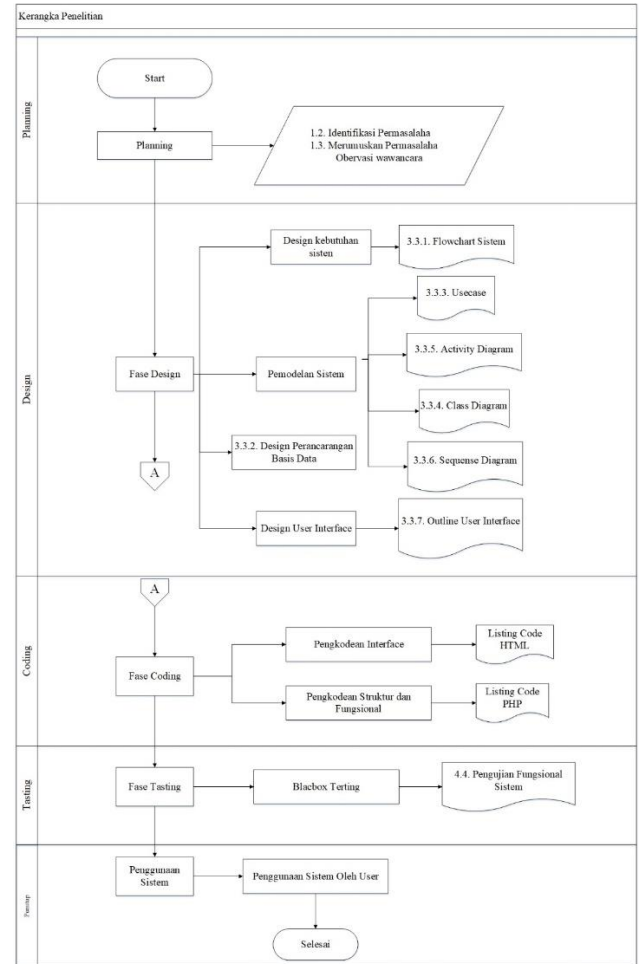 Kerangka Penelitian
Planning
Start
Planning
1.2. Identifikasi Permasalaha
1.3. Merumuskan Permasalaha
Obervasi wawancara
Design
Design kebutuhan
sisten
3.3.1. Flowchart Sistem
3.3.3. Usecase
Fase Design
Pemodelan Sistem
3.3.5. Activity Diagram
3.3.4. Class Diagram
3.3.2. Design Perancarangan
Basis Data
3.3.6. Sequense Diagram
A
Design User Interface
3.3.7. Outline User Interface
Coding
A
Fase Coding
Pengkodean Interface
Listing Code
HTML
Pengkodean Struktur dan
Fungsional
Listing Code
PHP
Tasting
Fase Tasting
Blacbox Terting
4.4. Pengujian Fungsional
Sistem
Penutup
Penggunaan
Sistem
Penggunaan Sistem Oleh User
Selesai